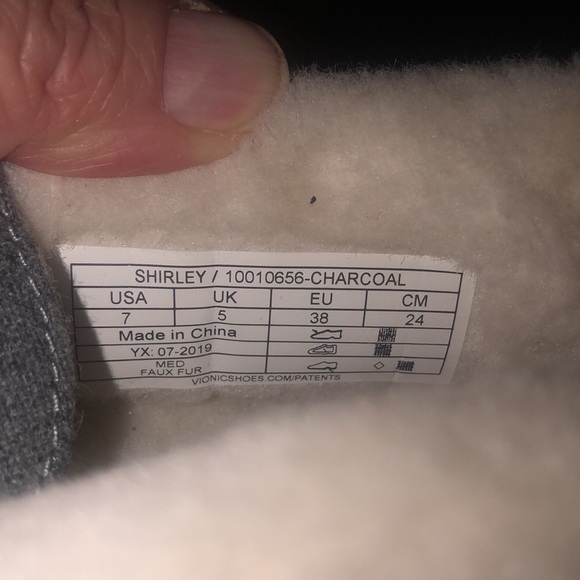 SHIRLEY / 10010656-CHARCOAL
USA UK EU CM
7 5 38 24
Made in China
YX: 07-2019
MED
FAUX FUR
VIONICSHOES.COM/PATENTS